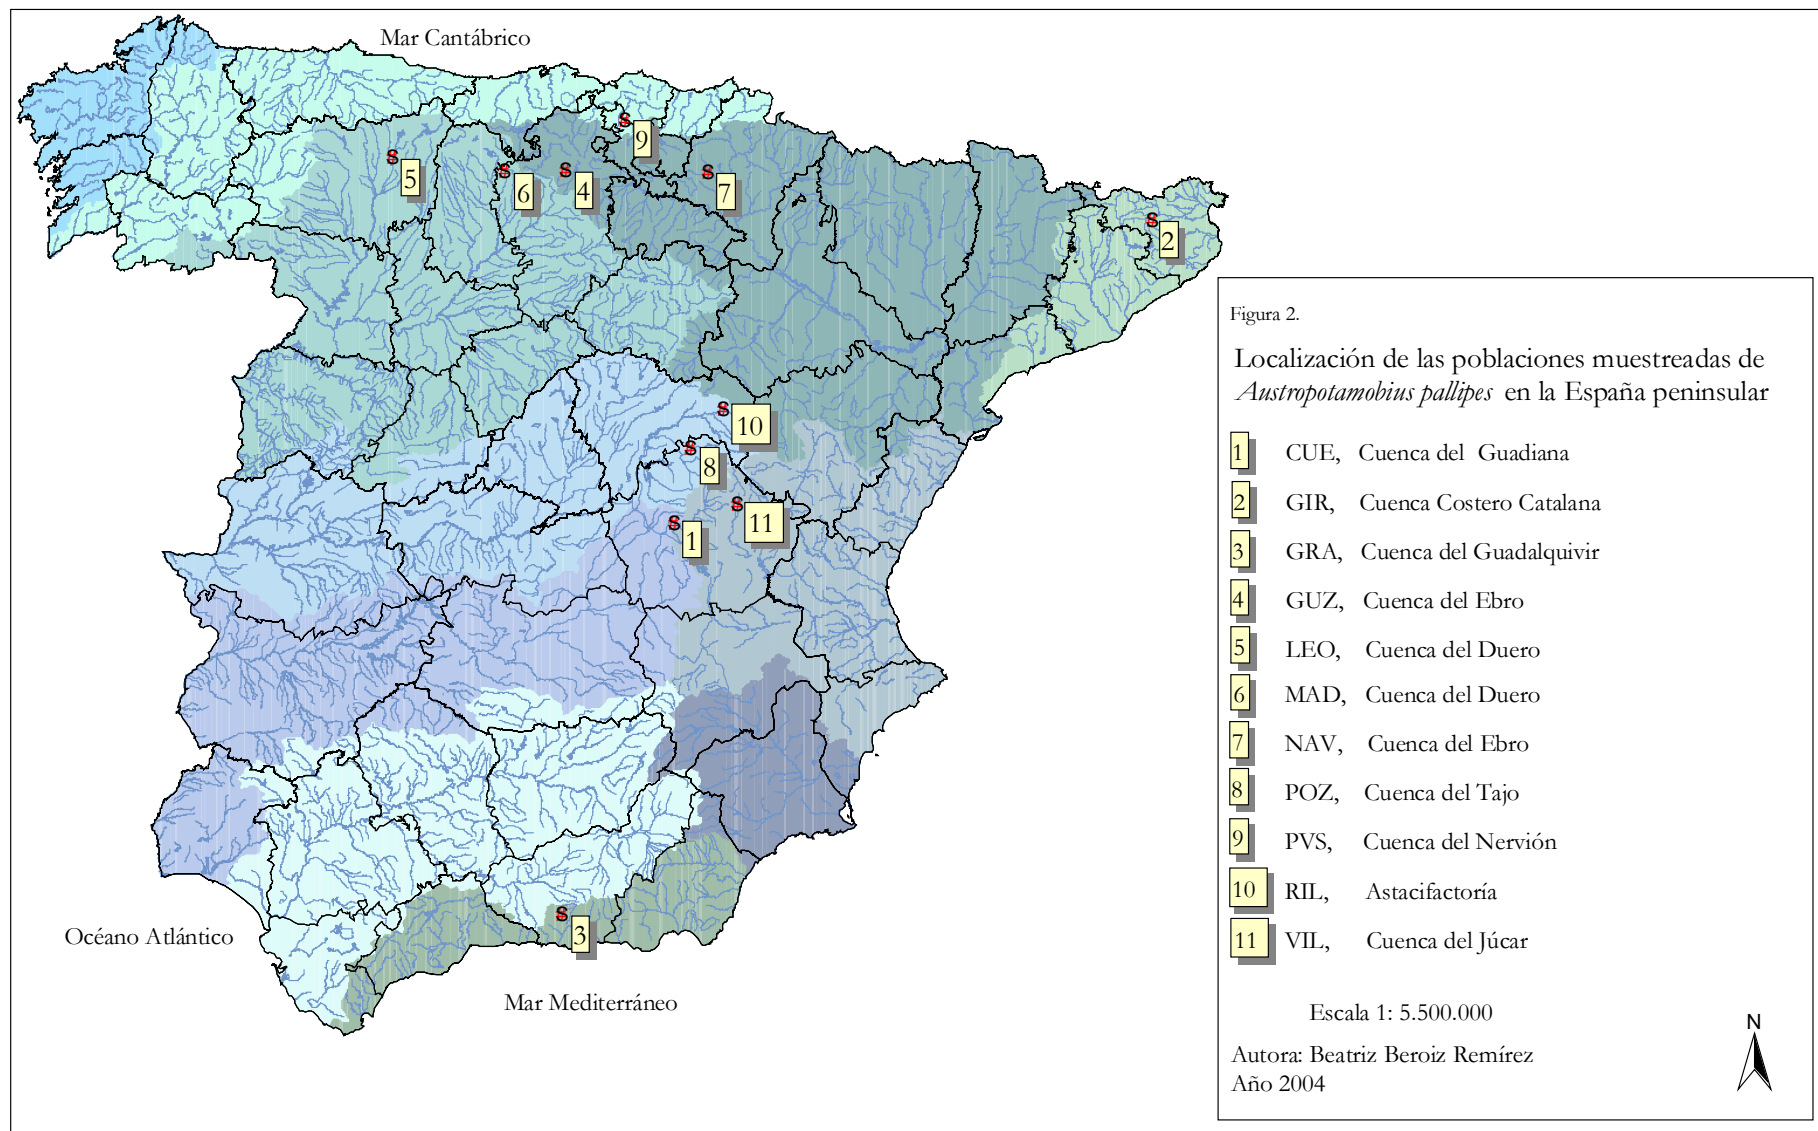 Mar Cantábrico
S
9
S
5
S
6
S
4
S
7
S
2
S
10
S
8
S
11
S
1
S
3
Océano Atlántico
Mar Mediterráneo
Figura 2.
Localización de las poblaciones muestreadas de
Austropotamobius pallipes en la España peninsular
1 CUE, Cuenca del Guadiana
2 GIR, Cuenca Costero Catalana
3 GRA, Cuenca del Guadalquivir
4 GUZ, Cuenca del Ebro
5 LEO, Cuenca del Duero
6 MAD, Cuenca del Duero
7 NAV, Cuenca del Ebro
8 POZ, Cuenca del Tajo
9 PVS, Cuenca del Nervión
10 RIL, Astacifactoría
11 VIL, Cuenca del Júcar
Escala 1: 5.500.000
Autora: Beatriz Beroiz Remírez
Año 2004
N